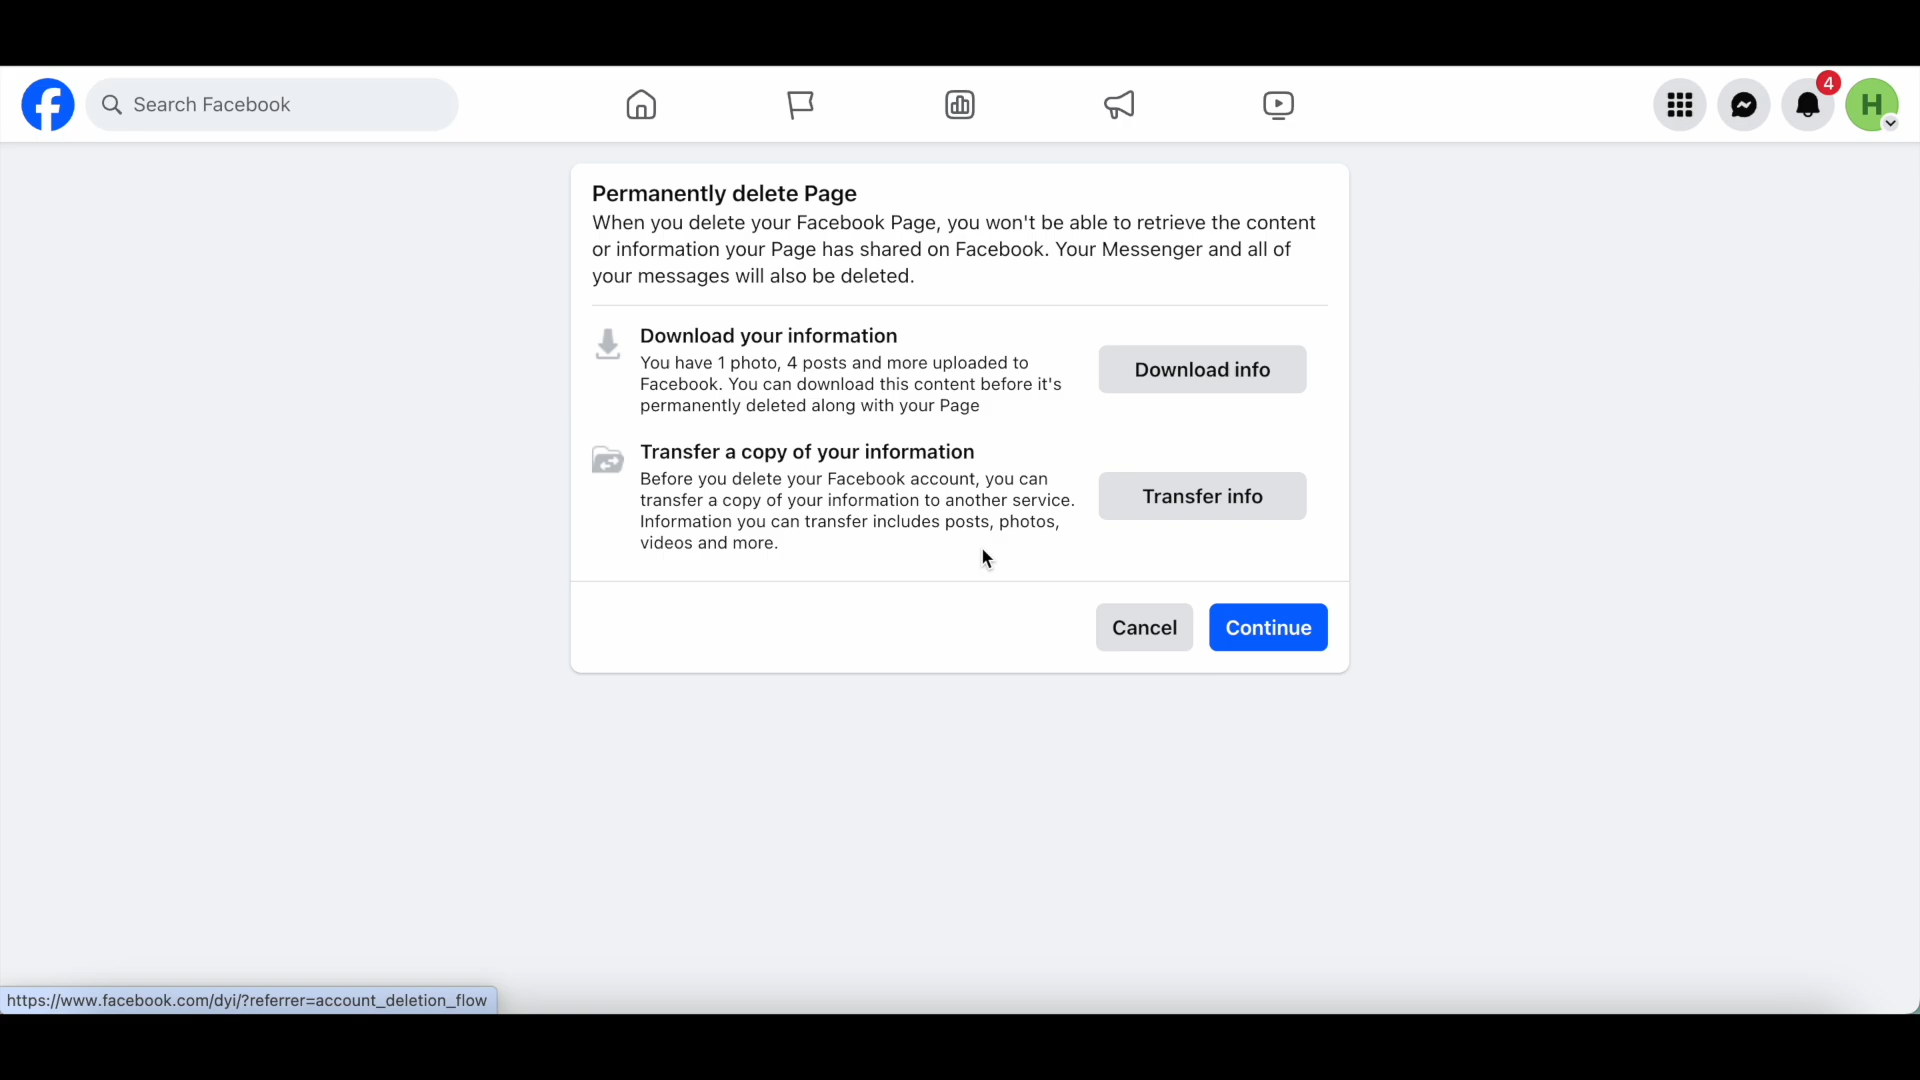 Search Facebook
4
H
Permanently delete Page
When you delete your Facebook Page, you won't be able to retrieve the content
or information your Page has shared on Facebook. Your Messenger and all of
your messages will also be deleted.
Download your information
You have 1 photo, 4 posts and more uploaded to
Facebook. You can download this content before it's
permanently deleted along with your Page
Download info
Transfer a copy of your information
Before you delete your Facebook account, you can
transfer a copy of your information to another service.
Information you can transfer includes posts, photos,
videos and more.
Transfer info
Cancel
Continue
https://www.facebook.com/dyi/?referrer=account_deletion_flow